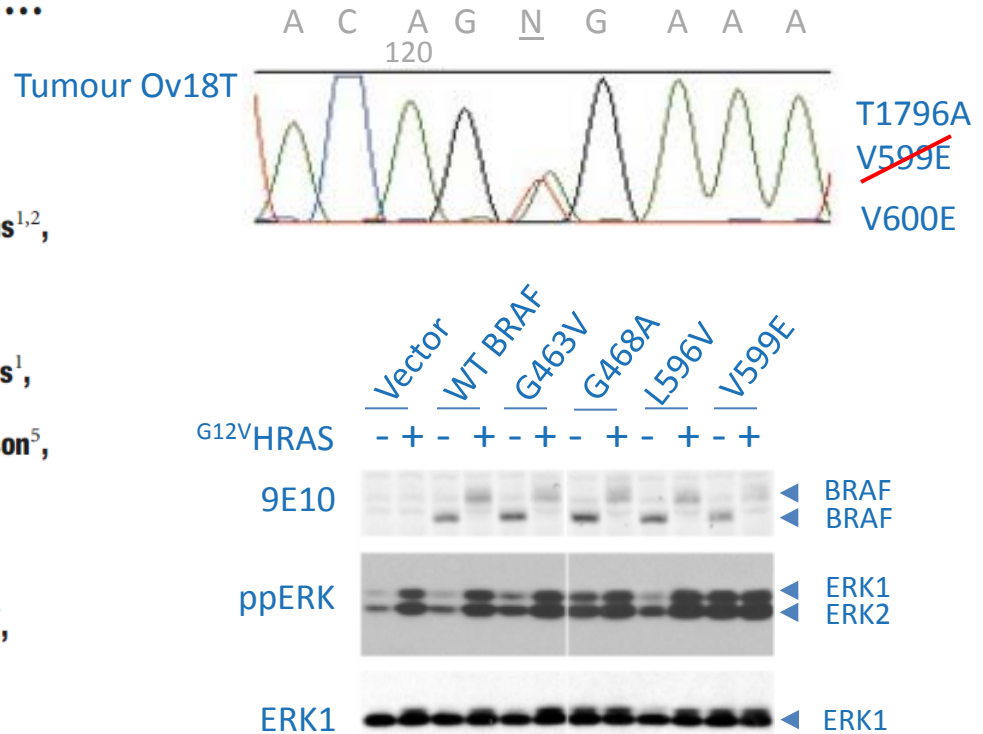 ...
A C A G N G A A A
120
Tumour Ov18T
T1796A
V599E
V600E
s1,2,
s1,
son5,
,
Vector WT BRAF G463V G468A L596V V599E
G12VHRAS - + - + - + - + - + - +
9E10
BRAF
BRAF
ppERK
ERK1
ERK2
ERK1
ERK1